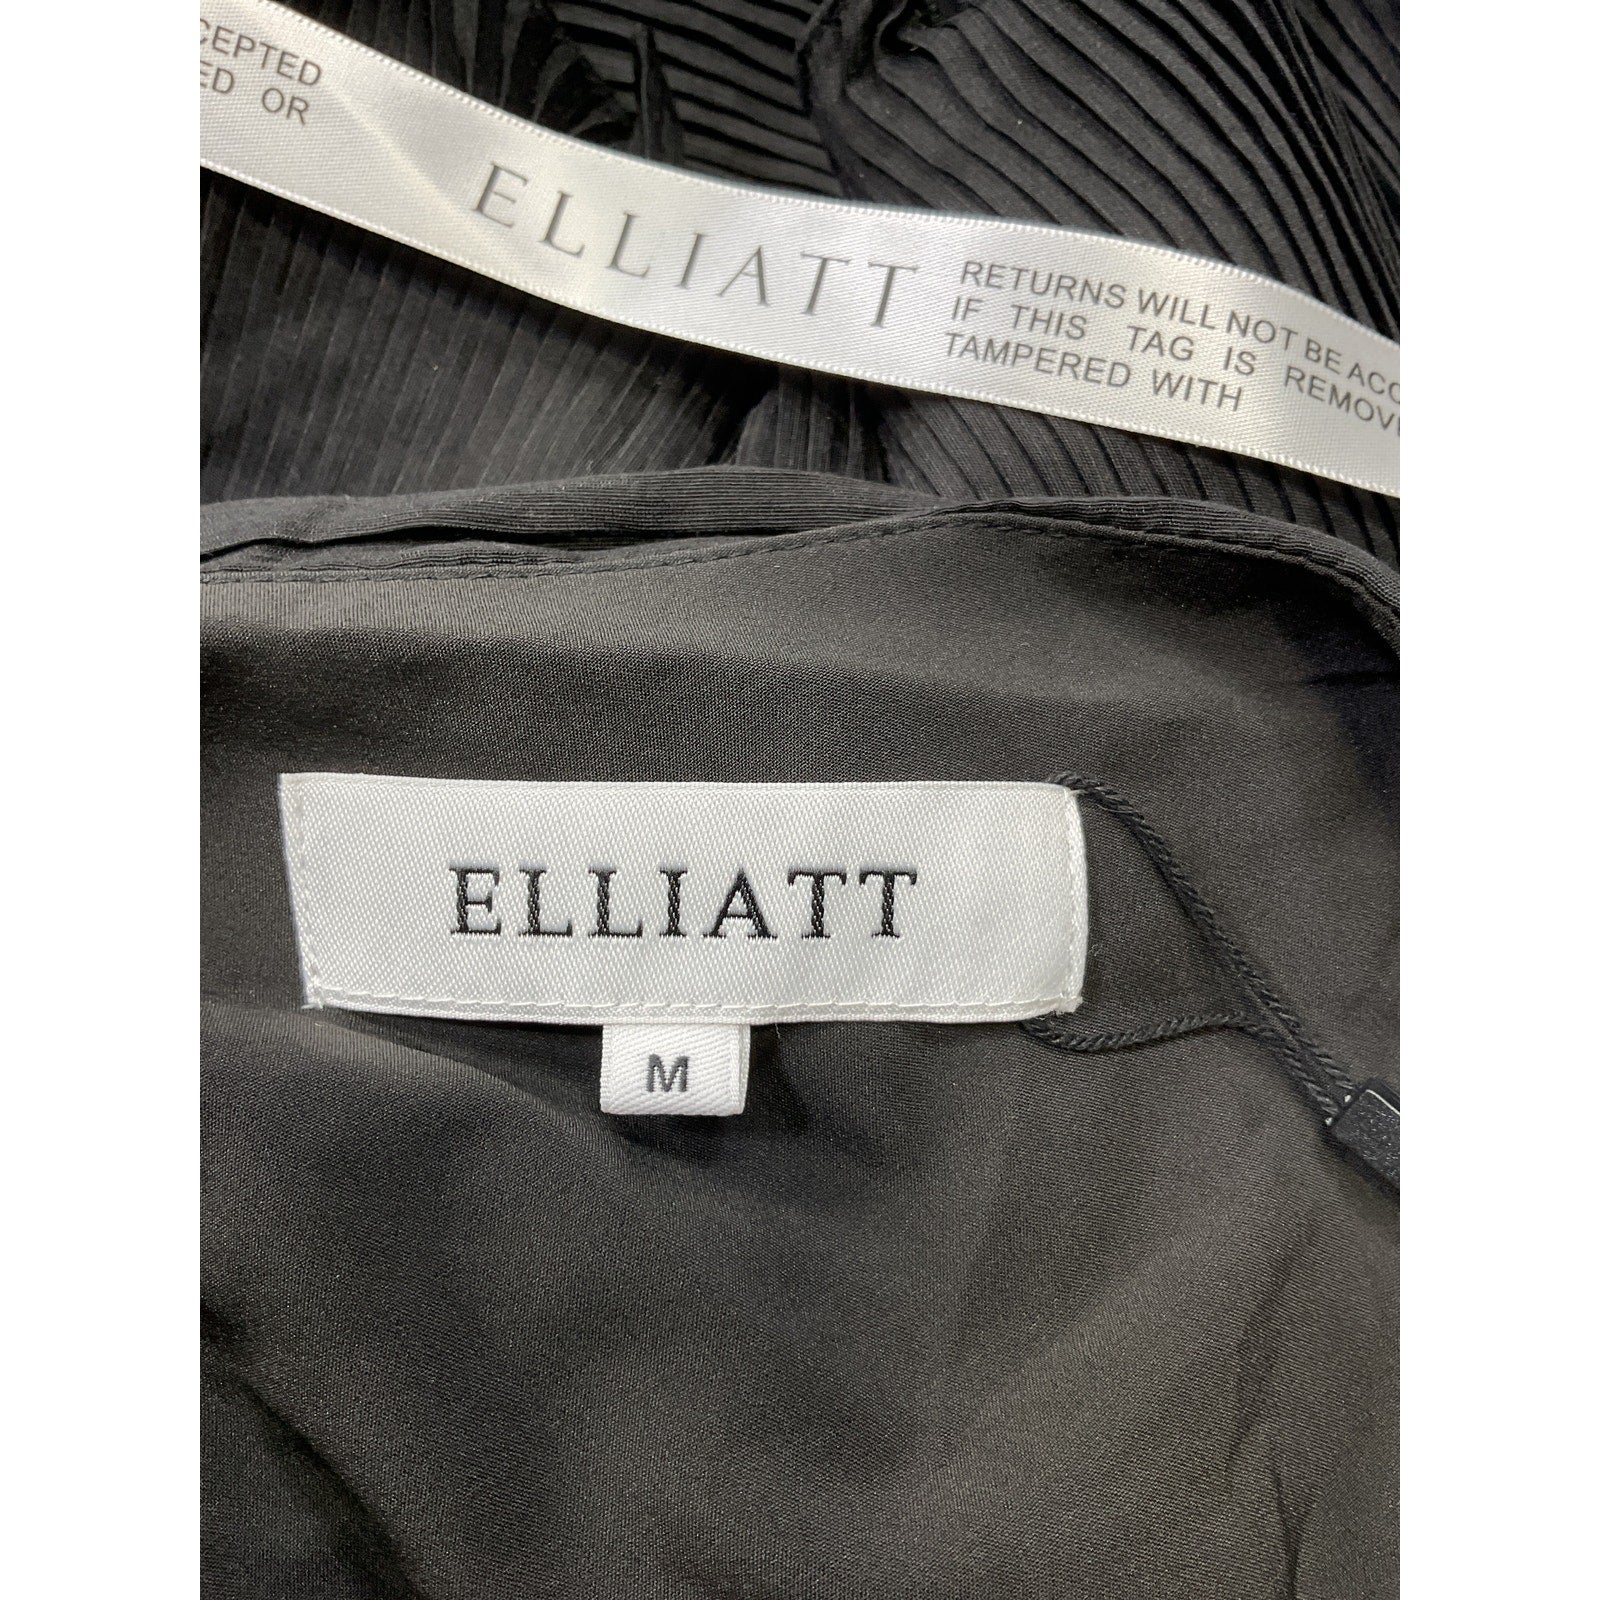 CEPTED
ED OR
ELLIATT
RETURNS WILL NOT BE ACC
IF THIS TAG IS REMOV
TAMPERED WITH
ELLIATT
M